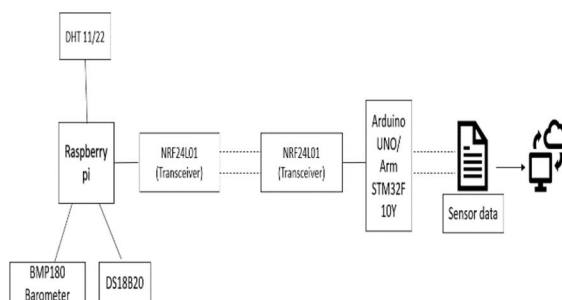 DHT 11/22
Raspberry
pi
NRF24L01
(Transceiver)
NRF24L01
(Transceiver)
Arduino
UNO/
Arm
STM32F
10Y
Sensor data
BMP180
Barometer
DS18B20